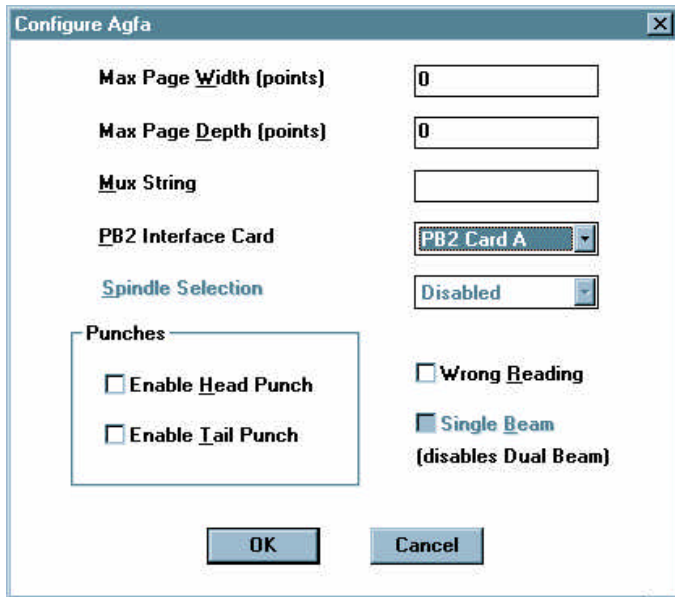 Configure Agfa
Max Page Width (points) 0
Max Page Depth (points) 0
Mux String
PB2 Interface Card PB2 Card A
Spindle Selection Disabled
Punches
Enable Head Punch
Enable Tail Punch
Wrong Reading
Single Beam
(disables Dual Beam)
OK Cancel